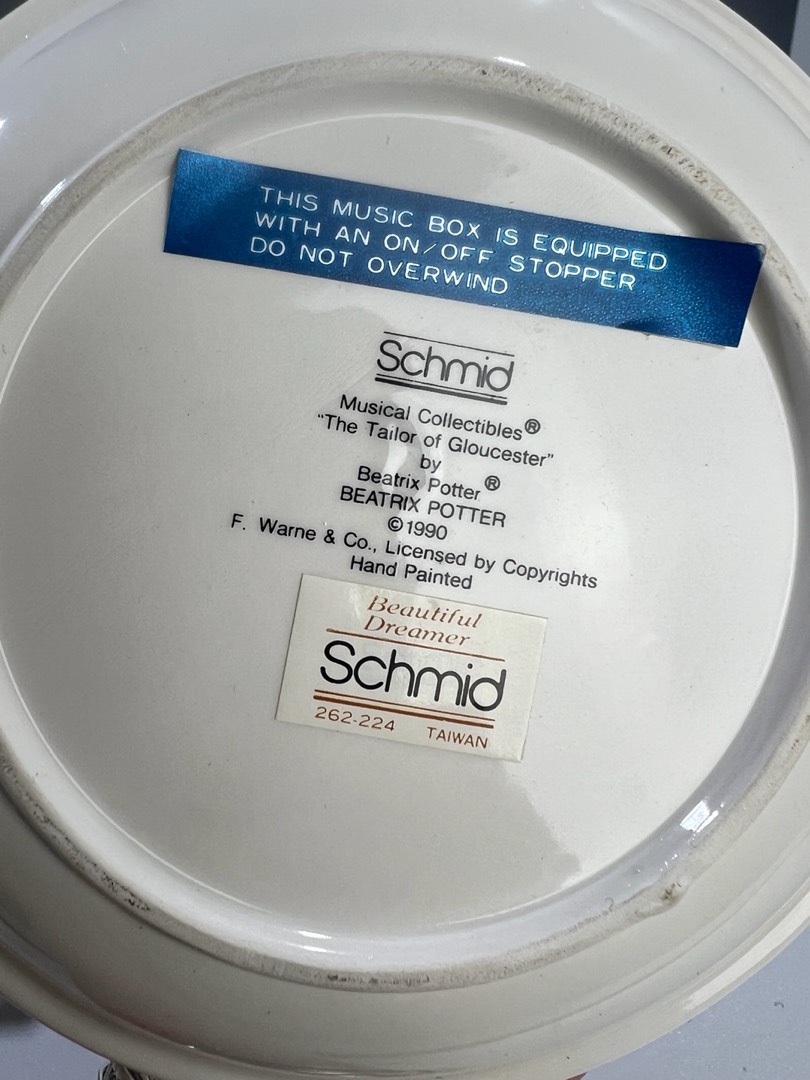 THIS MUSIC BOX IS EQUIPPED
WITH AN ON/OFF STOPPER
DO NOT OVERWIND
Schmid
Musical Collectibles®
"The Tailor of Gloucester"
by
Beatrix Potter ®
BEATRIX POTTER
©1990
F. Warne & Co., Licensed by Copyrights
Hand Painted
Beautiful
Dreamer
Schmid
262-224 TAIWAN